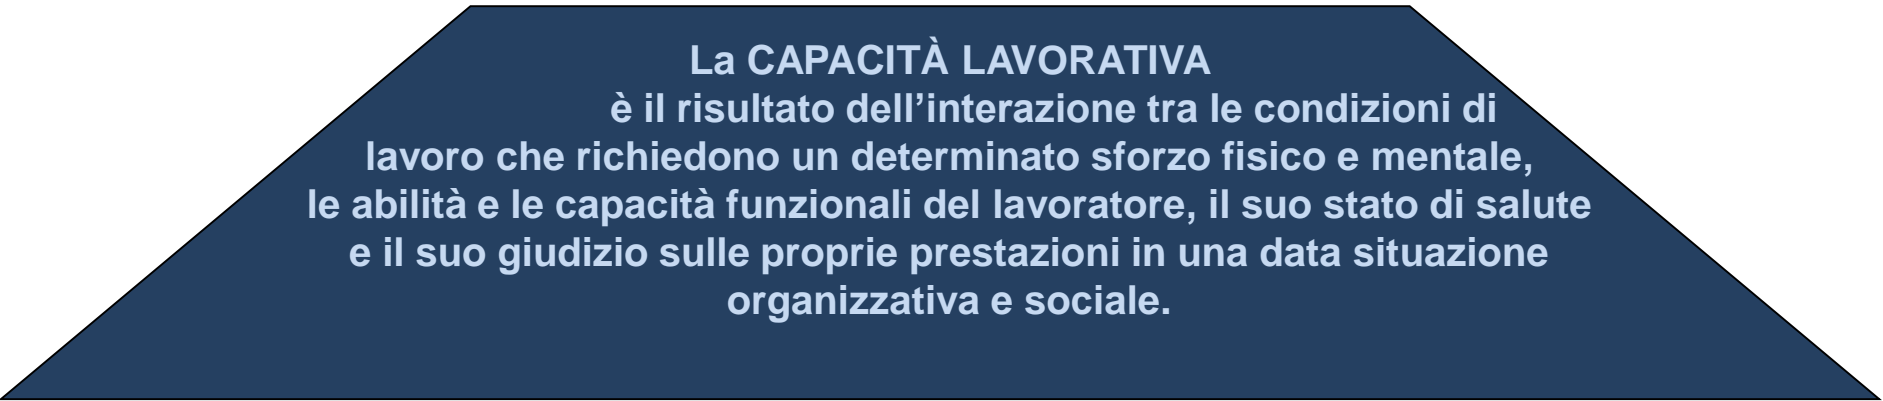 La CAPACITÀ LAVORATIVA
è il risultato dell’interazione tra le condizioni di
lavoro che richiedono un determinato sforzo fisico e mentale,
le abilità e le capacità funzionali del lavoratore, il suo stato di salute
e il suo giudizio sulle proprie prestazioni in una data situazione
organizzativa e sociale.